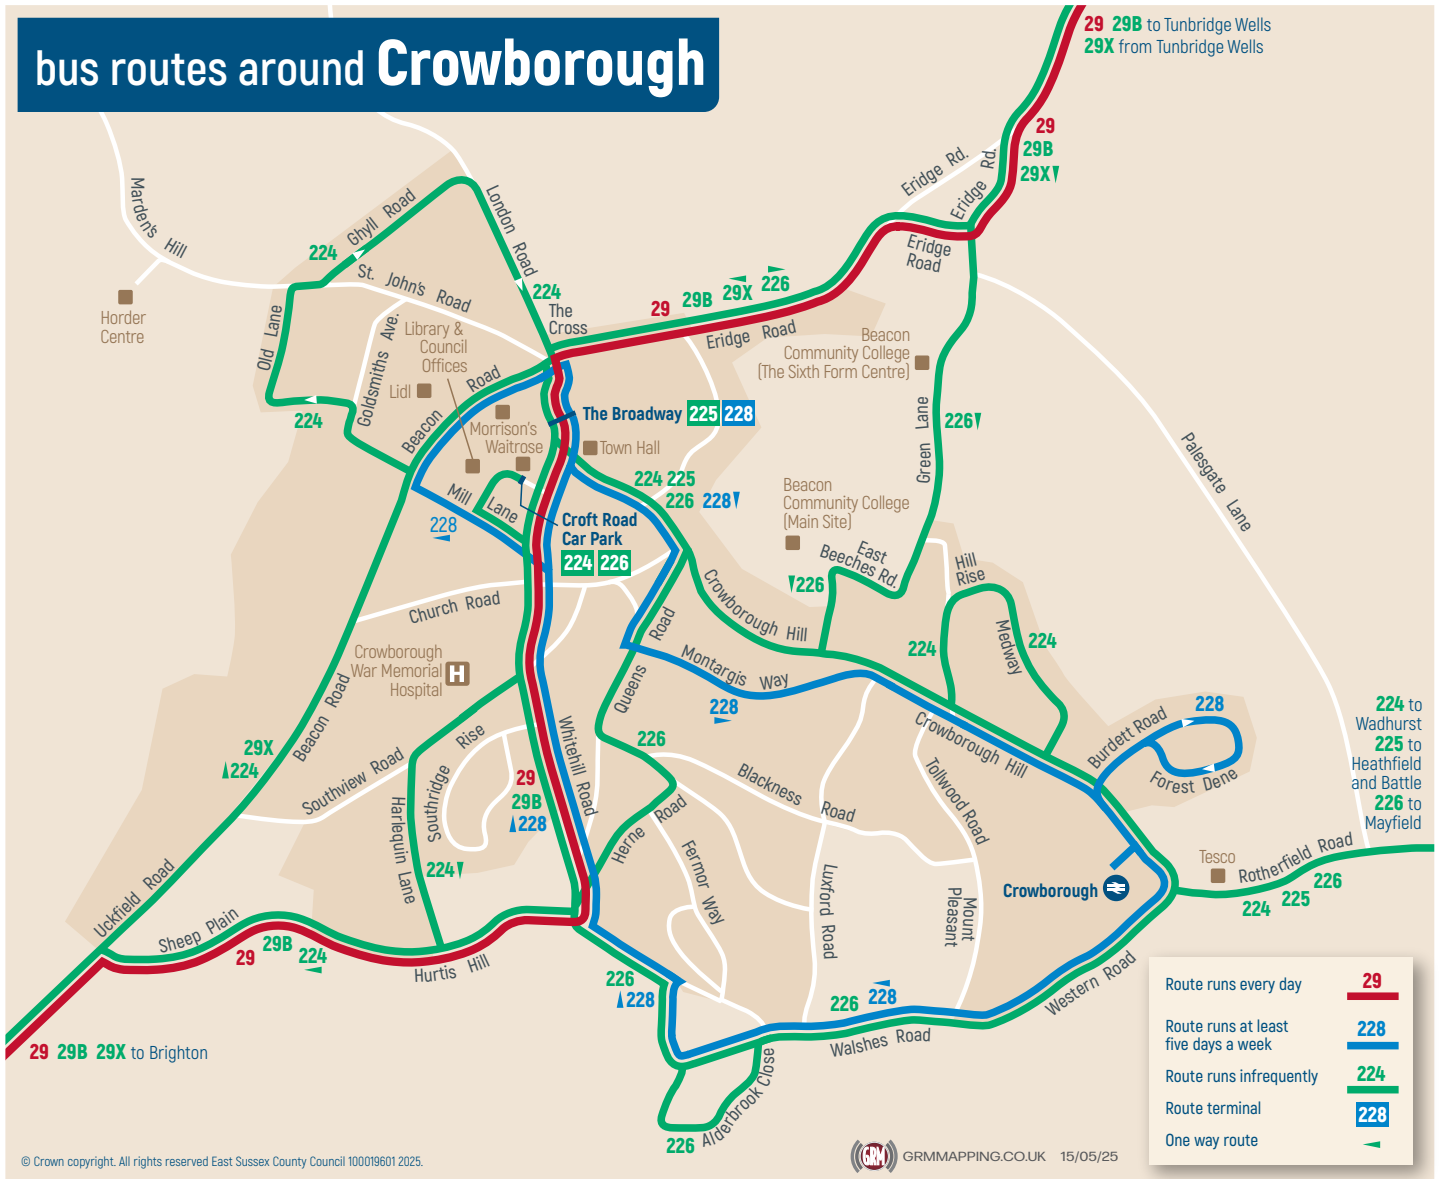 bus routes around Crowborough
29 29B to Tunbridge Wells
29X from Tunbridge Wells
29
29B
29X
Eridge Rd.
Eridge Rd.
Eridge
Road
Marden's Hill
Ghyll Road
London Road
224
St. John's Road
224
The
Cross
29 29B 29X 226
Eridge Road
Horder
Centre
Old Lane
Goldsmiths Ave.
Library &
Council
Offices
Lidl
Beacon Road
Morrison's
Waitrose
224
The Broadway 225 228
Town Hall
Beacon
Community College
(The Sixth Form Centre)
Green Lane
226
Palesgate Lane
Mill Lane
228
224 225
226 228
Croft Road
Car Park
224 226
Beacon
Community College
(Main Site)
East
Beeches Rd.
226
Hill
Rise
Church Road
Crowborough Hill
Medway
224
224
Crowborough
War Memorial
Hospital
H
Queens Road
Montargis Way
228
Beacon Road
29X
224
Southview Road
Southridge Rise
Harlequin Lane
Whitehill Road
29
29B
228
224
226
Herne Road
Blackness Road
Crowborough Hill
Tollwood Road
Burdett Road
228
Forest Dene
224 to
Wadhurst
225 to
Heathfield
and Battle
226 to
Mayfield
Fermor Way
Luxford Road
Mount
Pleasant
Crowborough
Tesco
Rotherfield Road
224 225 226
Uckfield Road
Sheep Plain
29 29B 224
Hurtis Hill
226
228
226 228
Walshes Road
Western Road
Alderbrook Close
226
29 29B 29X to Brighton
Route runs every day 29
Route runs at least
five days a week 228
Route runs infrequently 224
Route terminal 228
One way route
© Crown copyright. All rights reserved East Sussex County Council 100019601 2025.
GRM GRMMAPPING.CO.UK 15/05/25